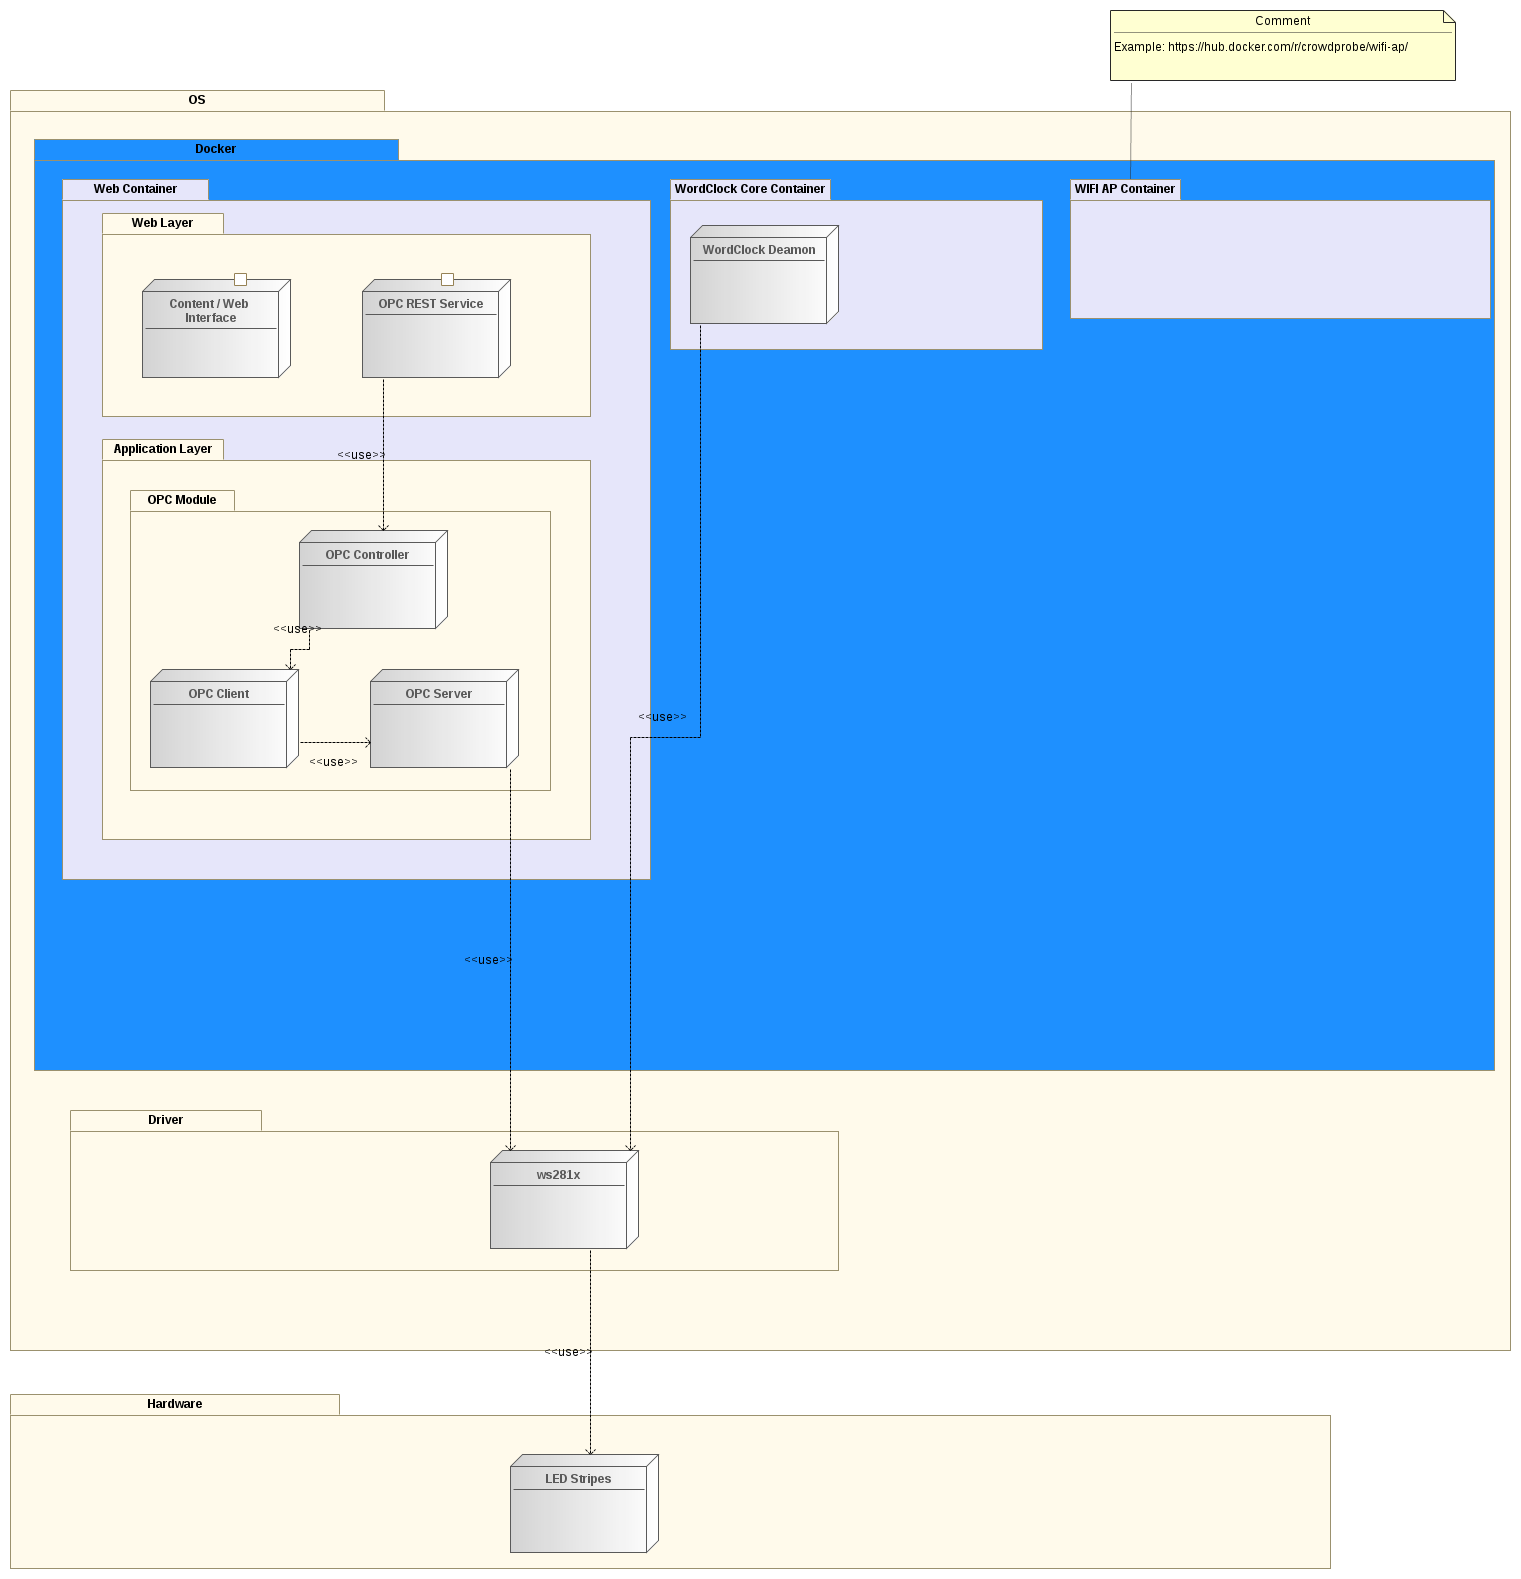 Comment
Example: https://hub.docker.com/r/crowdprobe/wifi-ap/
OS
Docker
Web Container
WordClock Core Container
WIFI AP Container
Web Layer
WordClock Deamon
Content / Web
Interface
OPC REST Service
Application Layer
<<use>>
OPC Module
OPC Controller
<<use>>
OPC Client
OPC Server
<<use>>
<<use>>
<<use>>
Driver
ws281x
<<use>>
Hardware
LED Stripes